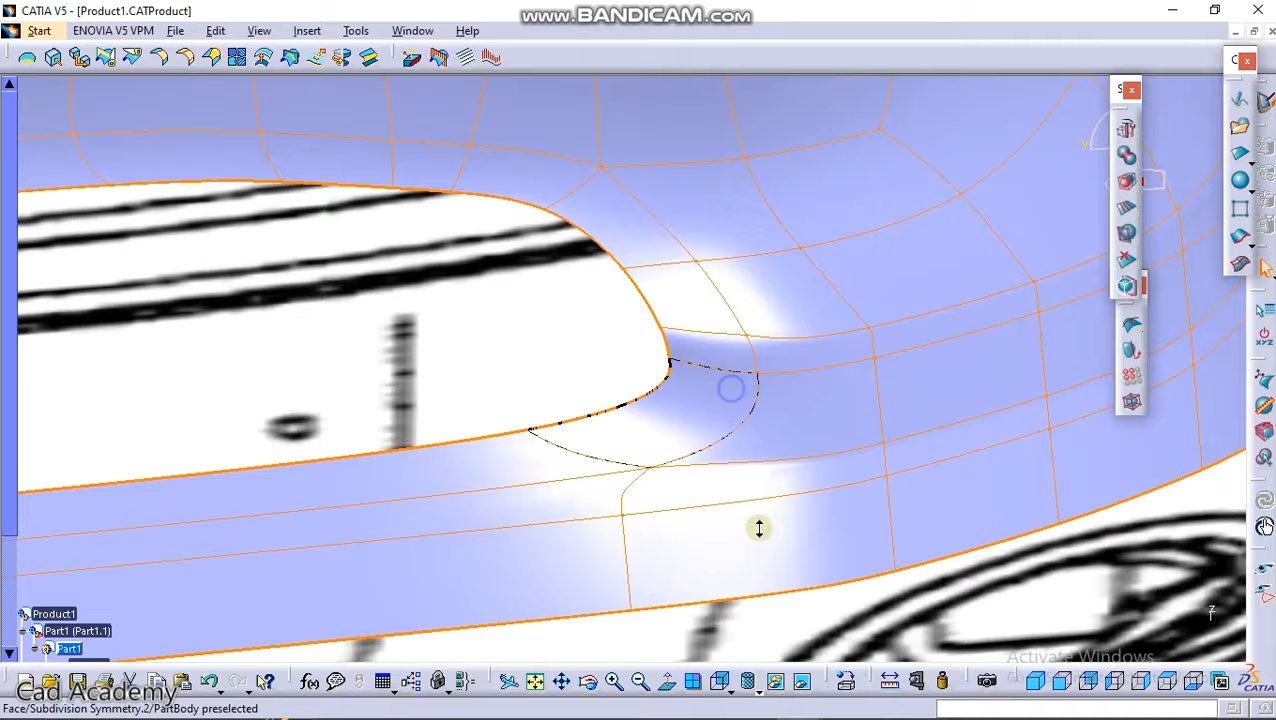 CATIA V5 - [Product1.CATProduct]
www.BANDICAM.com
Start ENOVIA V5 VPM File Edit View Insert Tools Window Help
Product1
Part1 (Part1.1)
Part1
Activate Windows
Cad Academy
Face/Subdivision Symmetry.2/PartBody preselected